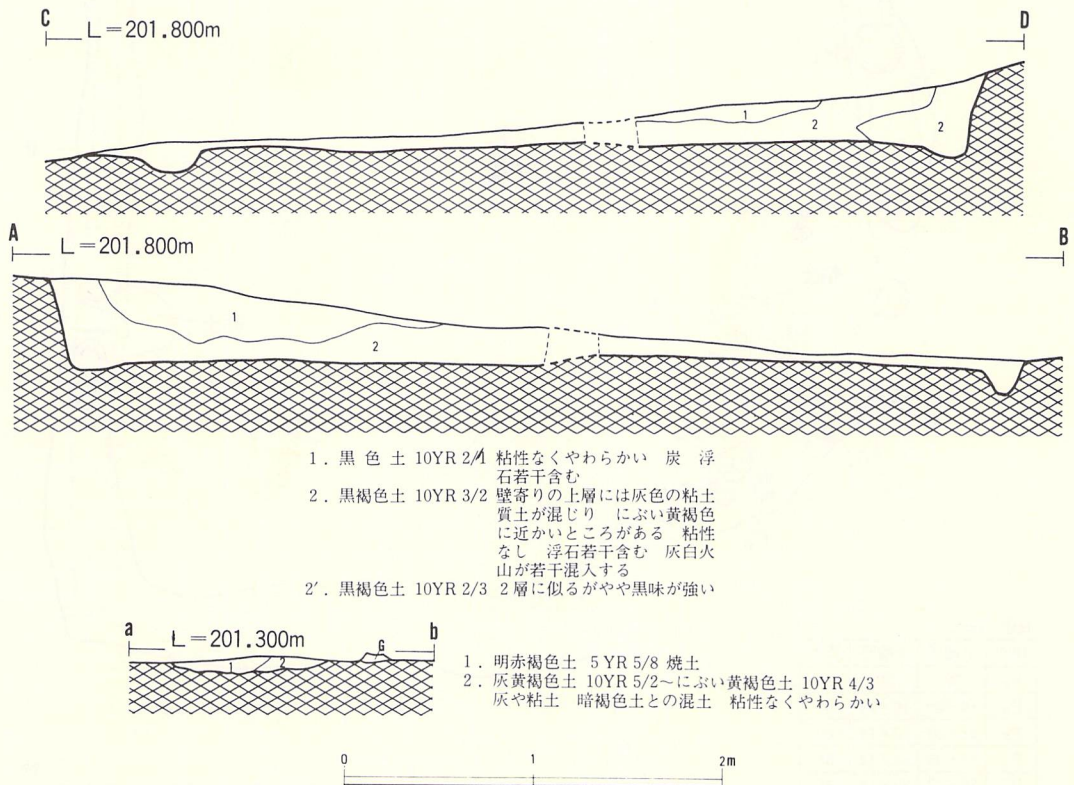 C
D
L=201.800m
1
2
2
A
B
L=201.800m
1
2
1. 黒色土 10YR 2/1 粘性なくやわらかい 炭 浮
石若干含む
2. 黒褐色土 10YR 3/2 壁寄りの上層には灰色の粘土
質土が混じり にぶい黄褐色
に近かいところがある 粘性
なし 浮石若干含む 灰白火
山が若干混入する
2'. 黒褐色土 10YR 2/3 2層に似るがやや黒味が強い
a
b
L=201.300m
G
1
2
1. 明赤褐色土 5YR 5/8 焼土
2. 灰黄褐色土 10YR 5/2～にぶい黄褐色土 10YR 4/3
灰や粘土 暗褐色土との混土 粘性なくやわらかい
0 1 2m